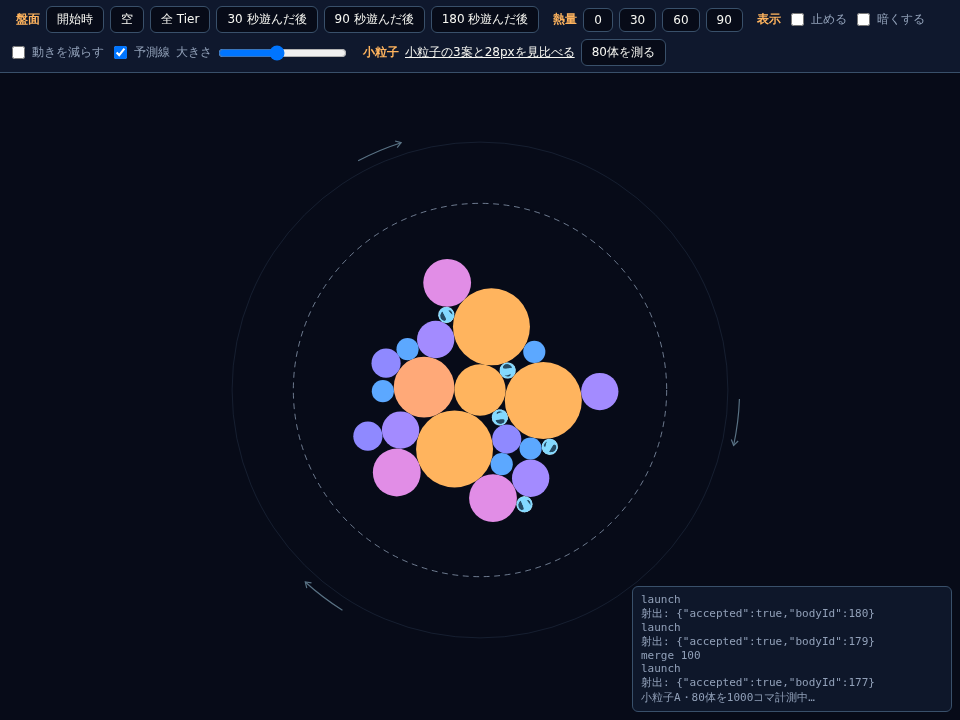 盤面 開始時 空 全 Tier 30 秒遊んだ後 90 秒遊んだ後 180 秒遊んだ後 熱量 0 30 60 90 表示 止める 暗くする
動きを減らす 予測線 大きさ 小粒子 小粒子の3案と28pxを見比べる 80体を測る
launch
射出: {"accepted":true,"bodyId":180}
launch
射出: {"accepted":true,"bodyId":179}
merge 100
launch
射出: {"accepted":true,"bodyId":177}
小粒子A・80体を1000コマ計測中…